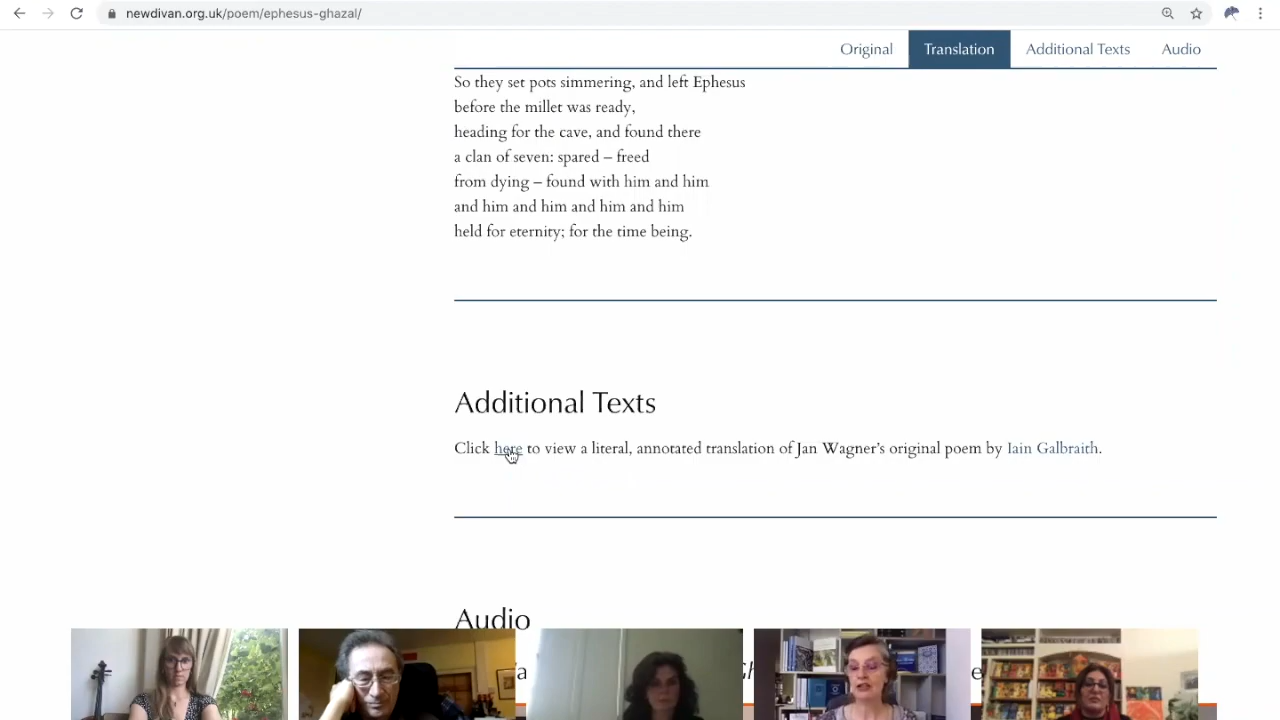 newdivan.org.uk/poem/ephesus-ghazal/
Original Translation Additional Texts Audio
So they set pots simmering, and left Ephesus
before the millet was ready,
heading for the cave, and found there
a clan of seven: spared – freed
from dying – found with him and him
and him and him and him and him
held for eternity; for the time being.
Additional Texts
Click here to view a literal, annotated translation of Jan Wagner’s original poem by Iain Galbraith.
Audio